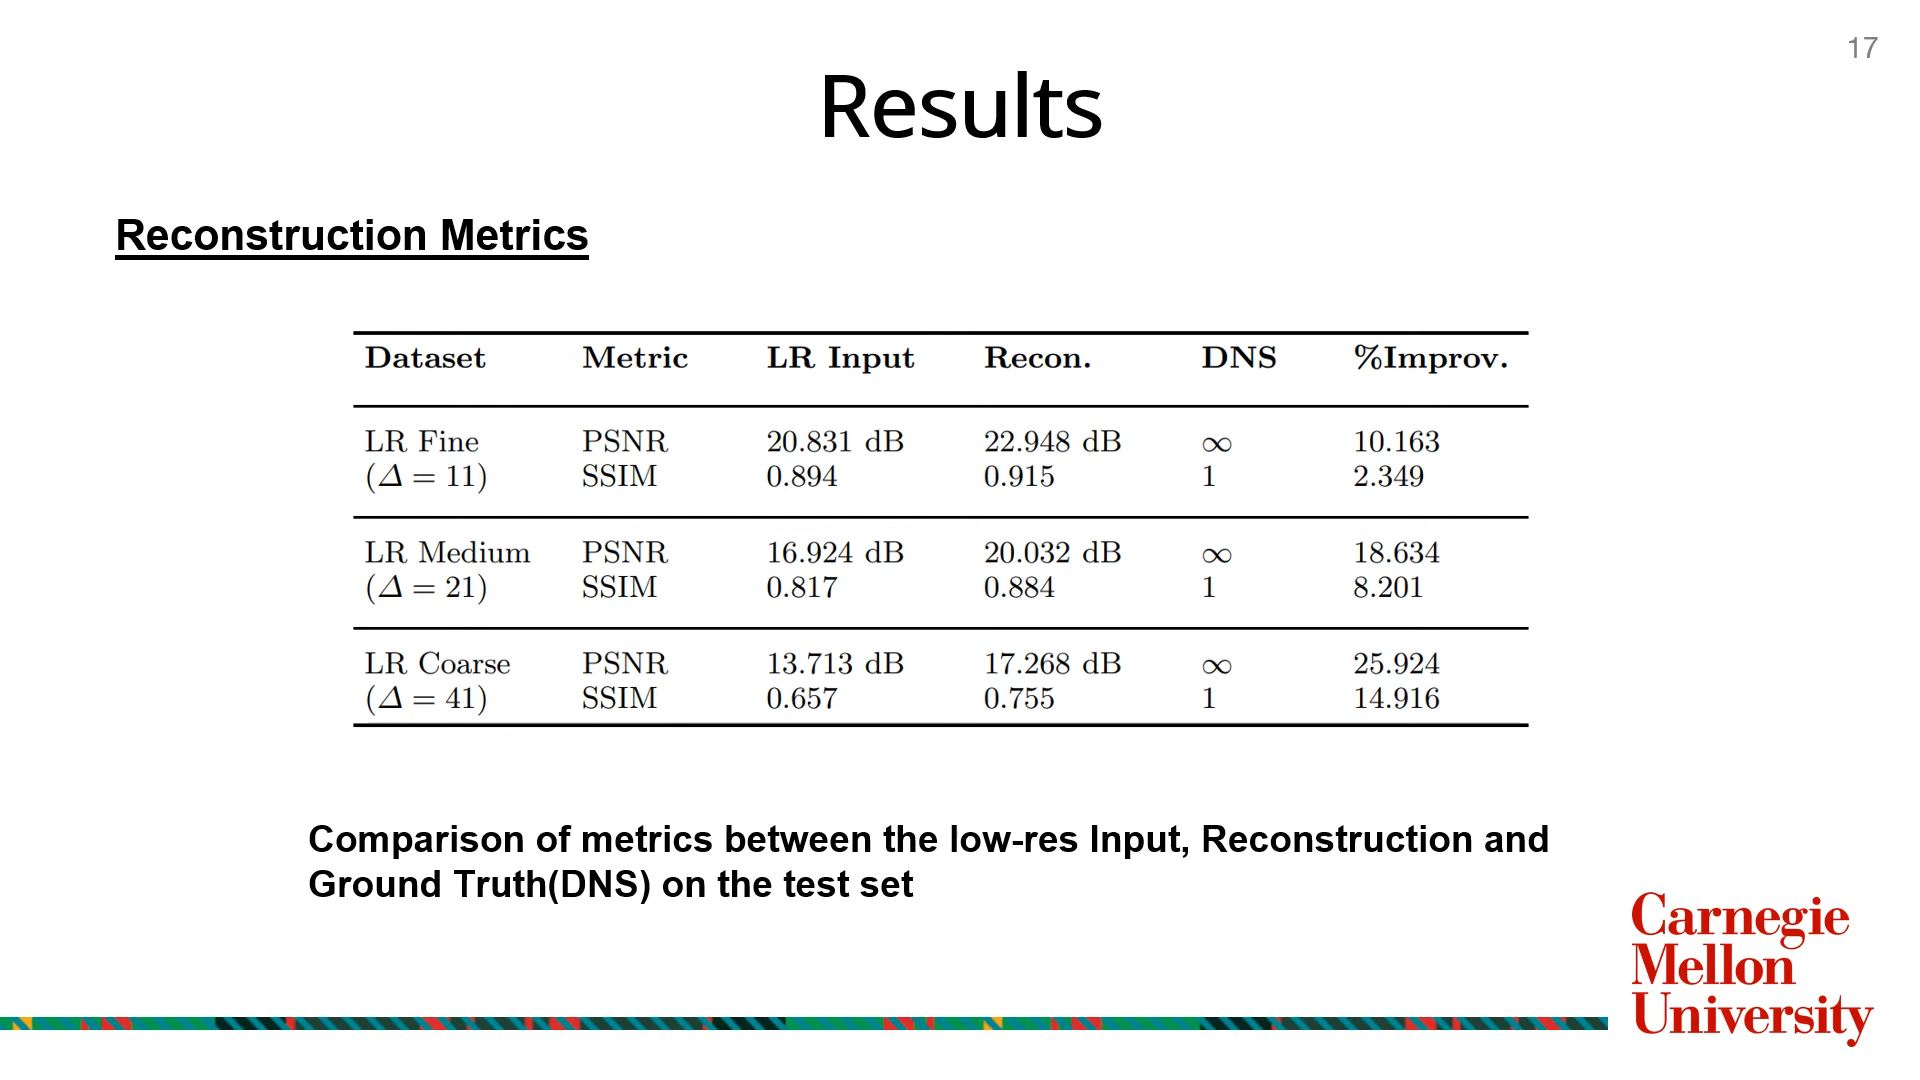 17
Results
Reconstruction Metrics
Dataset Metric LR Input Recon. DNS %Improv.
LR Fine PSNR 20.831 dB 22.948 dB ∞ 10.163
(Δ = 11) SSIM 0.894 0.915 1 2.349
LR Medium PSNR 16.924 dB 20.032 dB ∞ 18.634
(Δ = 21) SSIM 0.817 0.884 1 8.201
LR Coarse PSNR 13.713 dB 17.268 dB ∞ 25.924
(Δ = 41) SSIM 0.657 0.755 1 14.916
Comparison of metrics between the low-res Input, Reconstruction and
Ground Truth(DNS) on the test set
Carnegie
Mellon
University